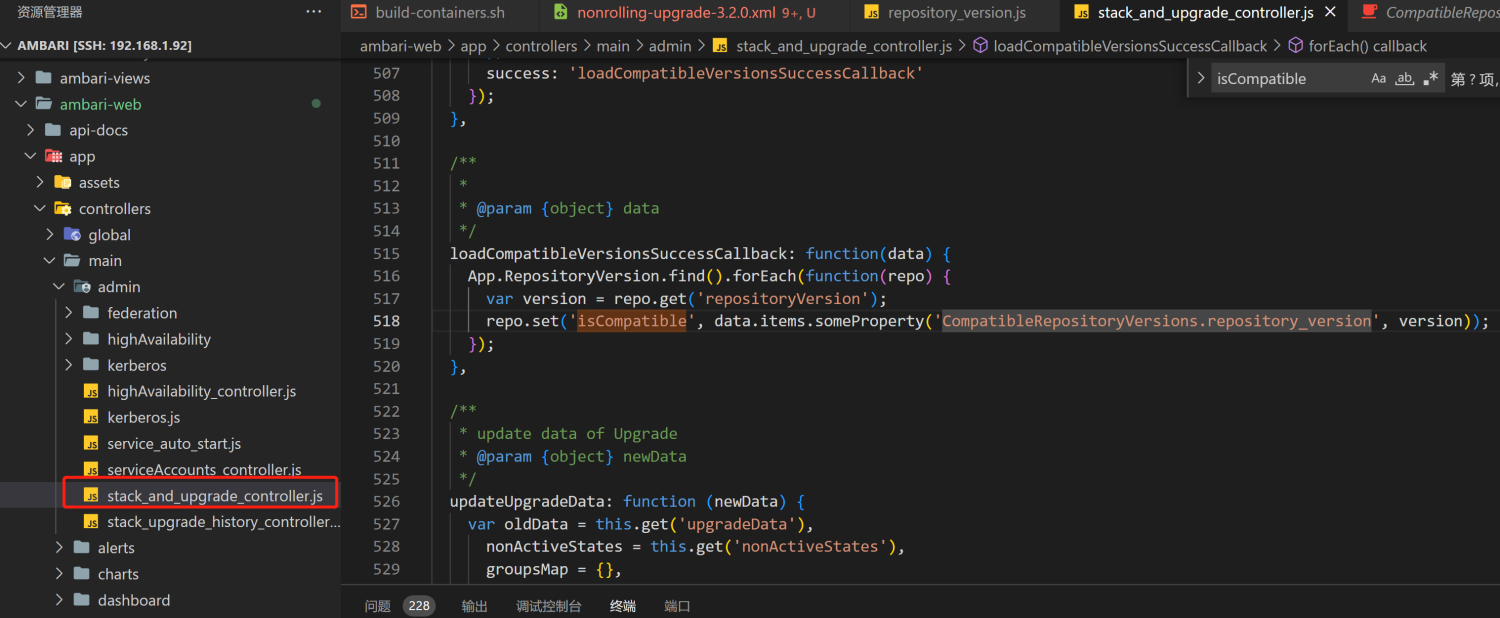 资源管理器 ···
AMBARI [SSH: 192.168.1.92]
ambari-views
ambari-web
api-docs
app
assets
controllers
global
main
admin
federation
highAvailability
kerberos
highAvailability_controller.js
kerberos.js
service_auto_start.js
serviceAccounts_controller.js
stack_and_upgrade_controller.js
stack_upgrade_history_controller...
alerts
charts
dashboard
build-containers.sh nonrolling-upgrade-3.2.0.xml 9+, U repository_version.js stack_and_upgrade_controller.js × CompatibleRepos
ambari-web > app > controllers > main > admin > stack_and_upgrade_controller.js > loadCompatibleVersionsSuccessCallback > forEach() callback
isCompatible Aa ab .* 第 ? 项,
507 success: 'loadCompatibleVersionsSuccessCallback'
508 });
509 },
510
511 /**
512 *
513 * @param {object} data
514 */
515 loadCompatibleVersionsSuccessCallback: function(data) {
516 App.RepositoryVersion.find().forEach(function(repo) {
517 var version = repo.get('repositoryVersion');
518 repo.set('isCompatible', data.items.someProperty('CompatibleRepositoryVersions.repository_version', version));
519 });
520 },
521
522 /**
523 * update data of Upgrade
524 * @param {object} newData
525 */
526 updateUpgradeData: function (newData) {
527 var oldData = this.get('upgradeData'),
528 nonActiveStates = this.get('nonActiveStates'),
529 groupsMap = {},
问题 228 输出 调试控制台 终端 端口